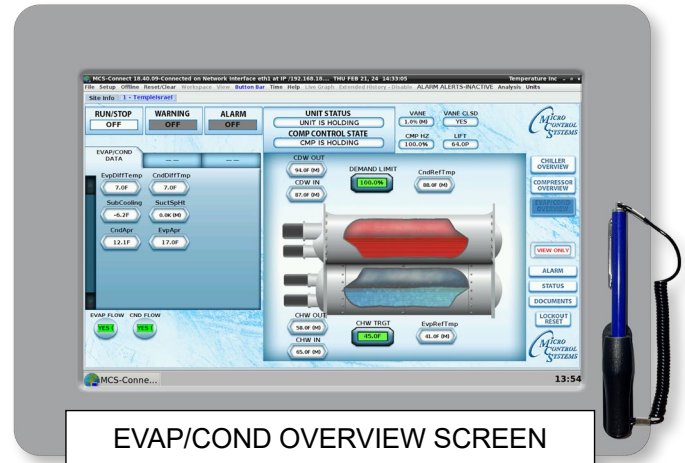 MCS-Connect 18.40.09-Connected on Network Interface eth1 at IP /192.168.18.... THU FEB 21, 24 14:33:05 Temperature Inc
File Setup Offline Reset/Clear Workspace View Button Bar Time Help Live Graph Extended History - Disable ALARM ALERTS-INACTIVE Analysis Units
Site Info 1 - TempleIsrael
RUN/STOP
OFF
WARNING
OFF
ALARM
OFF
UNIT STATUS
UNIT IS HOLDING
COMP CONTROL STATE
CMP IS HOLDING
VANE
1.0% (M)
VANE CLSD
YES
CMP HZ
100.0%
LIFT
64.0P
MICRO
CONTROL
SYSTEMS
EVAP/COND
DATA
-- --
-- --
EvpDiffTemp
7.0F
CndDiffTmp
7.0F
SubCooling
-6.2F
SuctSpHt
0.0K (M)
CndApr
12.1F
EvpApr
17.0F
EVAP FLOW
YES (
CND FLOW
YES (
CDW OUT
94.0F (M)
CDW IN
87.0F (M)
DEMAND LIMIT
100.0%
CndRefTmp
88.0F (M)
CHW OUT
58.0F (M)
CHW IN
65.0F (M)
CHW TRGT
45.0F
EvpRefTmp
41.0F (M)
CHILLER
OVERVIEW
COMPRESSOR
OVERVIEW
EVAP/COND
OVERVIEW
VIEW ONLY
ALARM
STATUS
DOCUMENTS
LOCKOUT
RESET
MICRO
CONTROL
SYSTEMS
MCS-Conne...
13:54
EVAP/COND OVERVIEW SCREEN